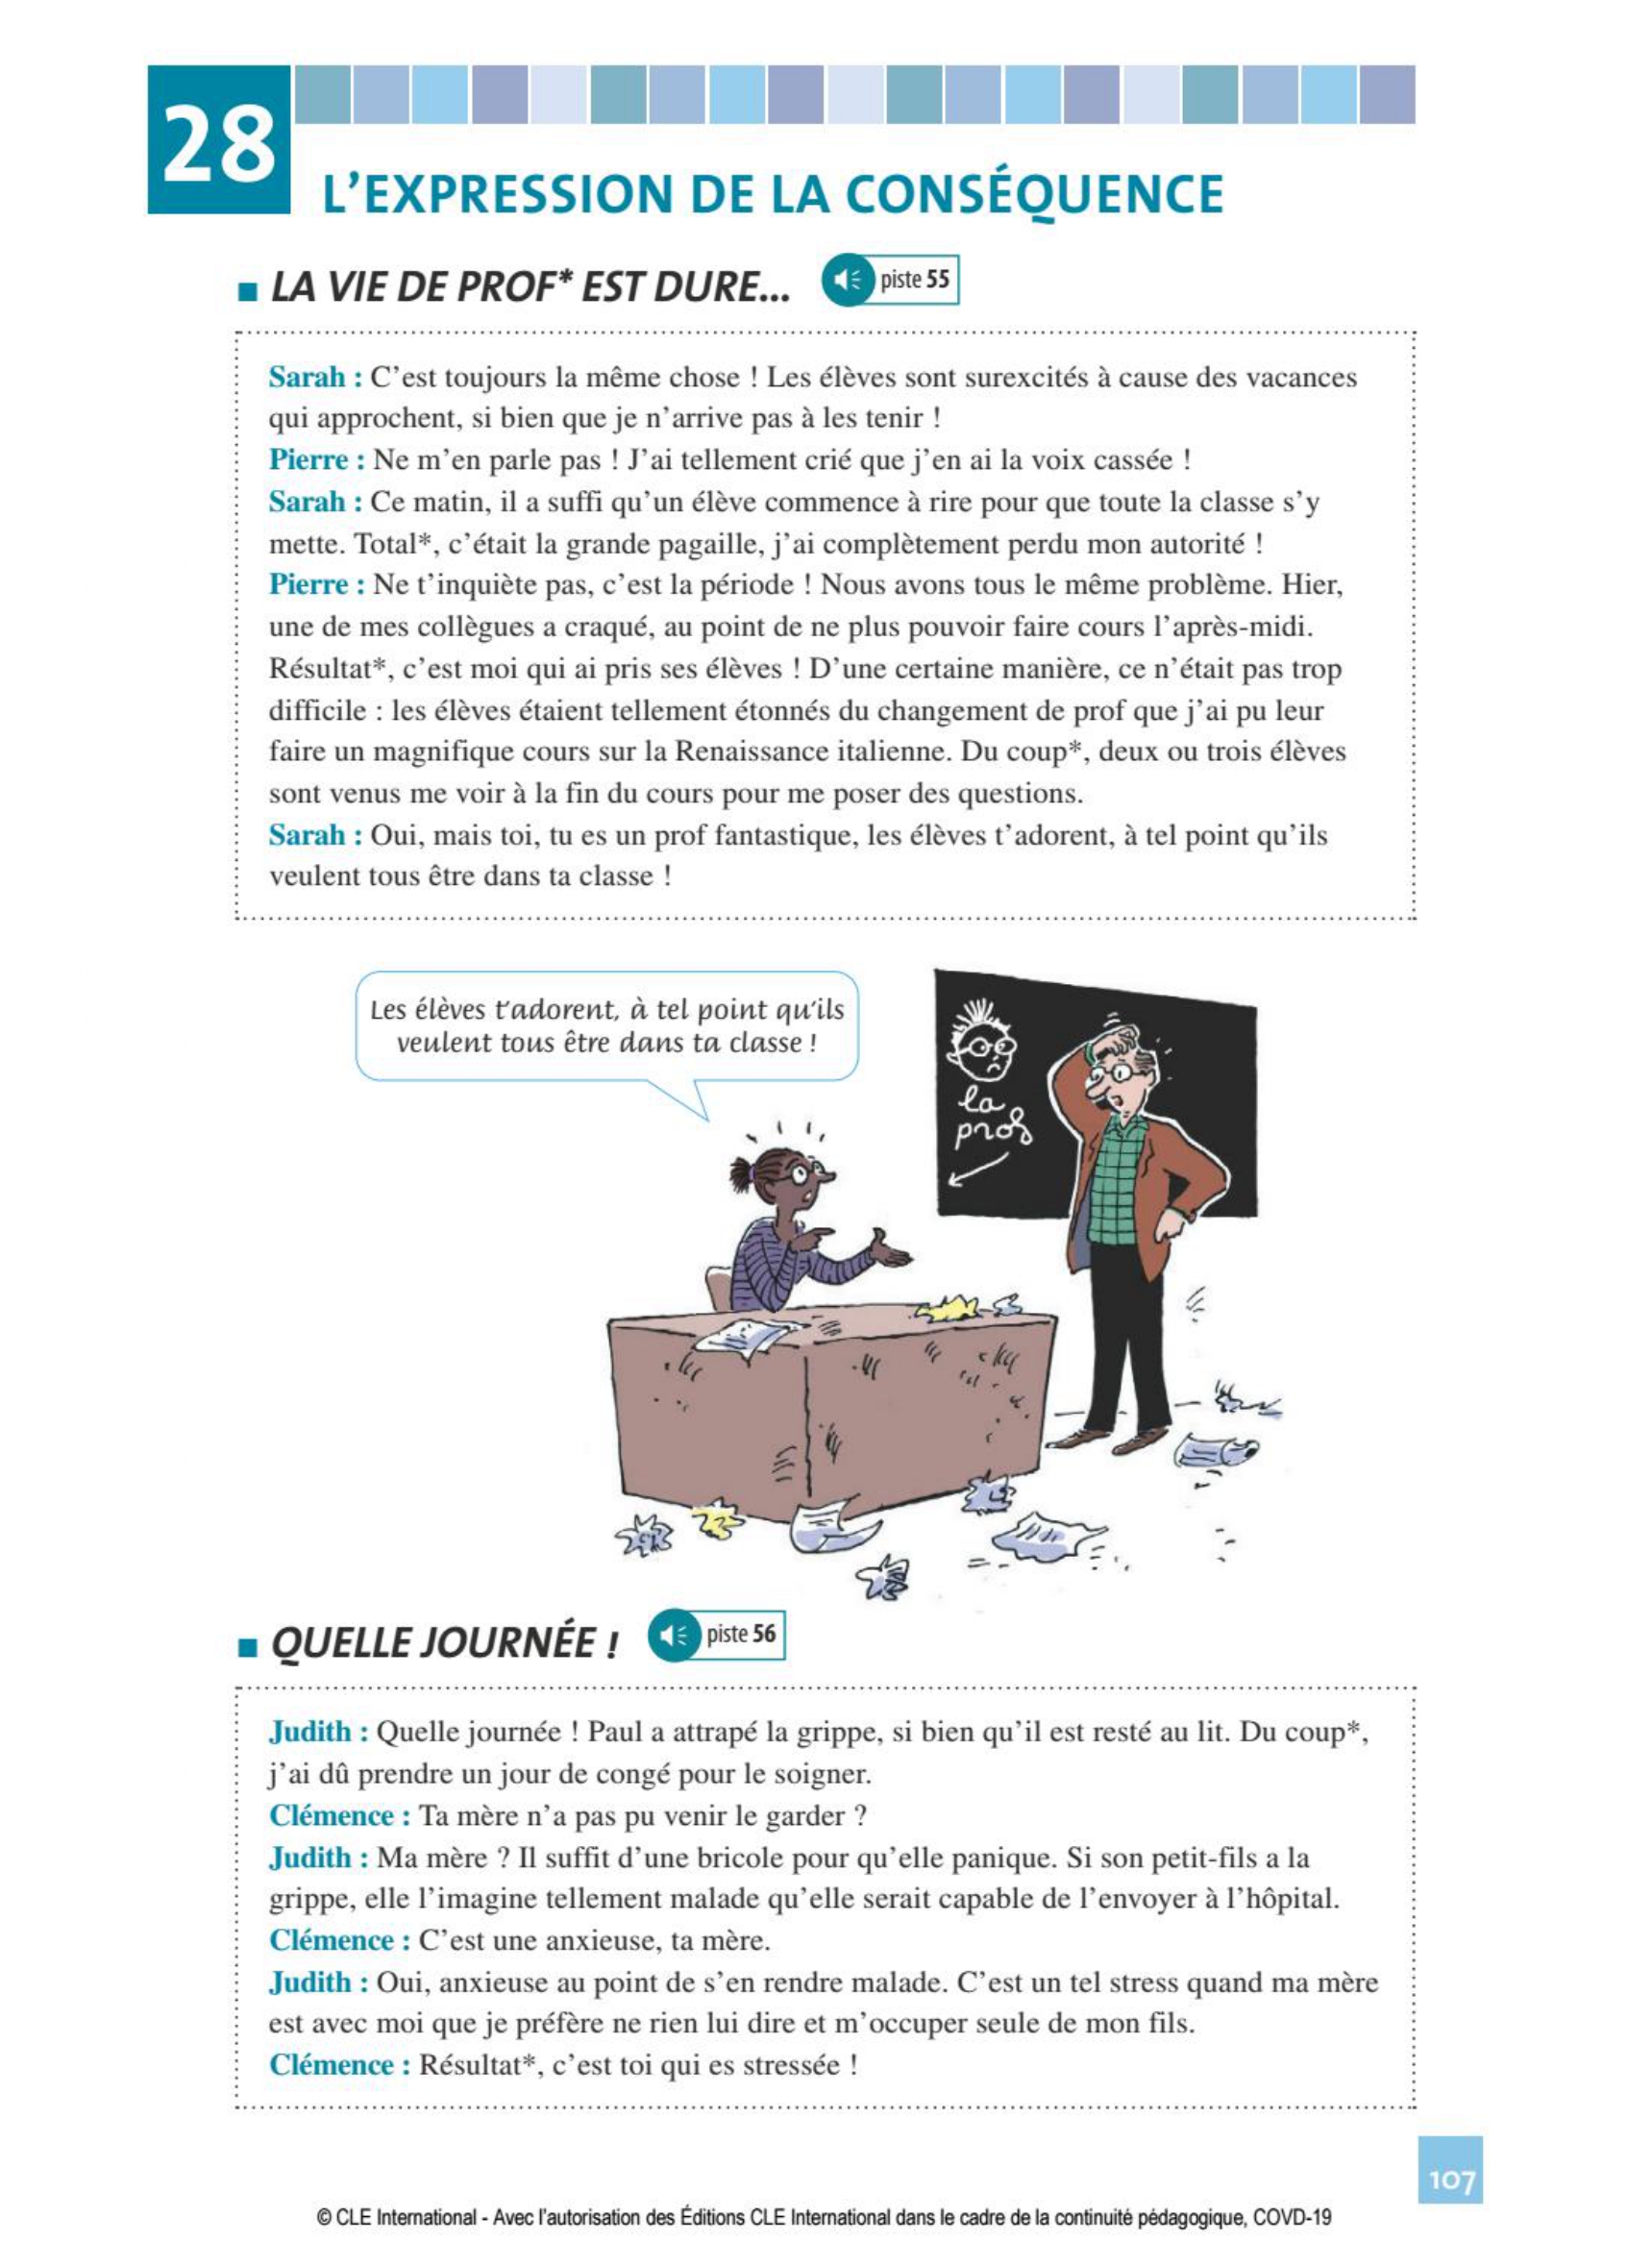 28
L'EXPRESSION DE LA CONSÉQUENCE
LA VIE DE PROF* EST DURE...
piste 55
Sarah : C'est toujours la même chose ! Les élèves sont surexcités à cause des vacances
qui approchent, si bien que je n'arrive pas à les tenir !
Pierre : Ne m'en parle pas ! J'ai tellement crié que j'en ai la voix cassée !
Sarah : Ce matin, il a suffi qu'un élève commence à rire pour que toute la classe s'y
mette. Total*, c'était la grande pagaille, j'ai complètement perdu mon autorité !
Pierre : Ne t'inquiète pas, c'est la période ! Nous avons tous le même problème. Hier,
une de mes collègues a craqué, au point de ne plus pouvoir faire cours l'après-midi.
Résultat*, c'est moi qui ai pris ses élèves ! D'une certaine manière, ce n'était pas trop
difficile : les élèves étaient tellement étonnés du changement de prof que j'ai pu leur
faire un magnifique cours sur la Renaissance italienne. Du coup*, deux ou trois élèves
sont venus me voir à la fin du cours pour me poser des questions.
Sarah : Oui, mais toi, tu es un prof fantastique, les élèves t'adorent, à tel point qu'ils
veulent tous être dans ta classe !
Les élèves t'adorent, à tel point qu'ils
veulent tous être dans ta classe !
la
prof
QUELLE JOURNÉE !
piste 56
Judith : Quelle journée ! Paul a attrapé la grippe, si bien qu'il est resté au lit. Du coup*,
j'ai dû prendre un jour de congé pour le soigner.
Clémence : Ta mère n'a pas pu venir le garder ?
Judith : Ma mère ? Il suffit d'une bricole pour qu'elle panique. Si son petit-fils a la
grippe, elle l'imagine tellement malade qu'elle serait capable de l'envoyer à l'hôpital.
Clémence : C'est une anxieuse, ta mère.
Judith : Oui, anxieuse au point de s'en rendre malade. C'est un tel stress quand ma mère
est avec moi que je préfère ne rien lui dire et m'occuper seule de mon fils.
Clémence : Résultat*, c'est toi qui es stressée !
107
© CLE International - Avec l'autorisation des Éditions CLE International dans le cadre de la continuité pédagogique, COVD-19